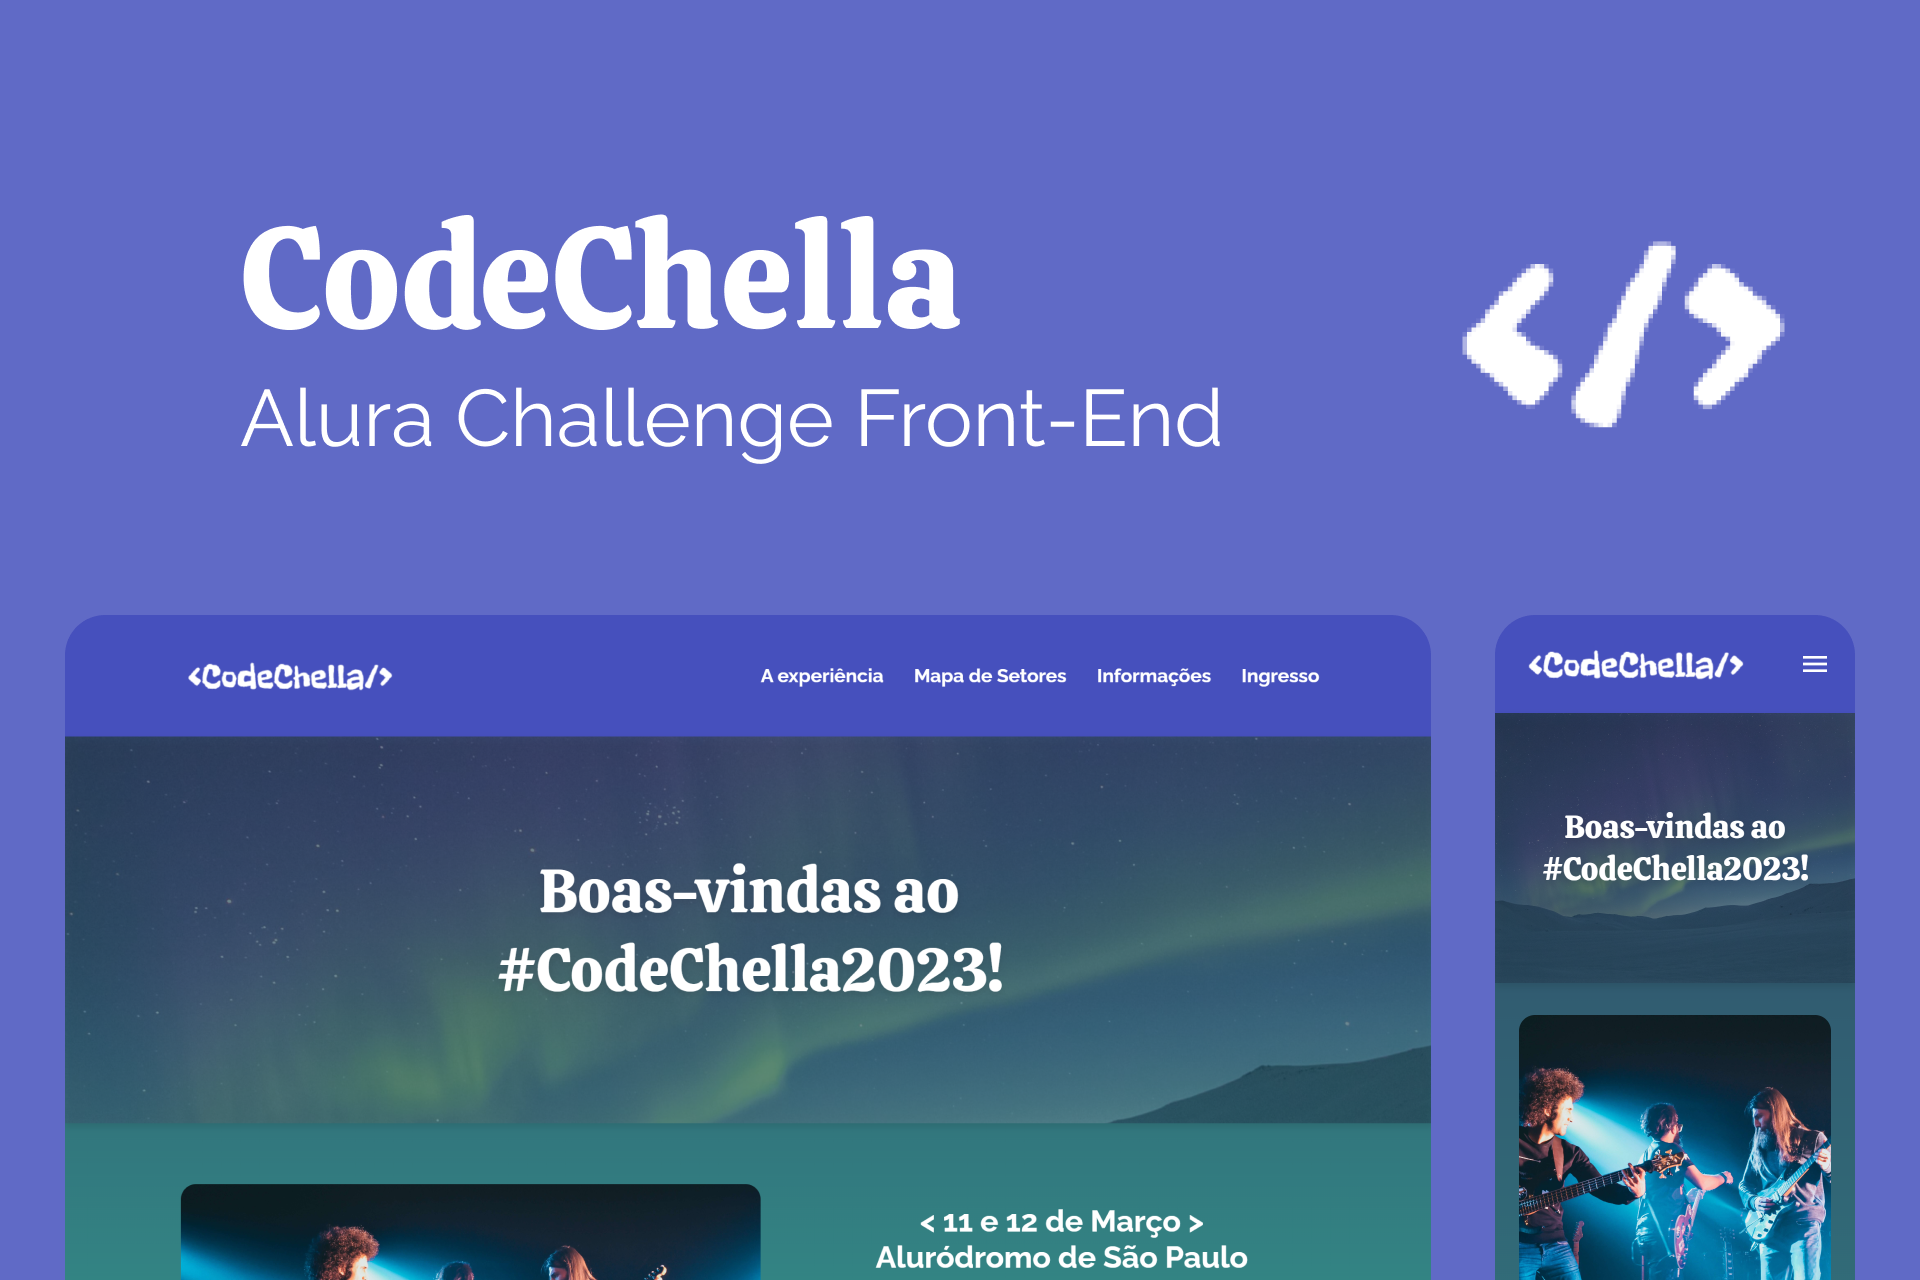 CodeChella
Alura Challenge Front-End
</>
<CodeChella/>
A experiência Mapa de Setores Informações Ingresso
Boas-vindas ao
#CodeChella2023!
< 11 e 12 de Março >
Aluródromo de São Paulo
<CodeChella/>
Boas-vindas ao
#CodeChella2023!